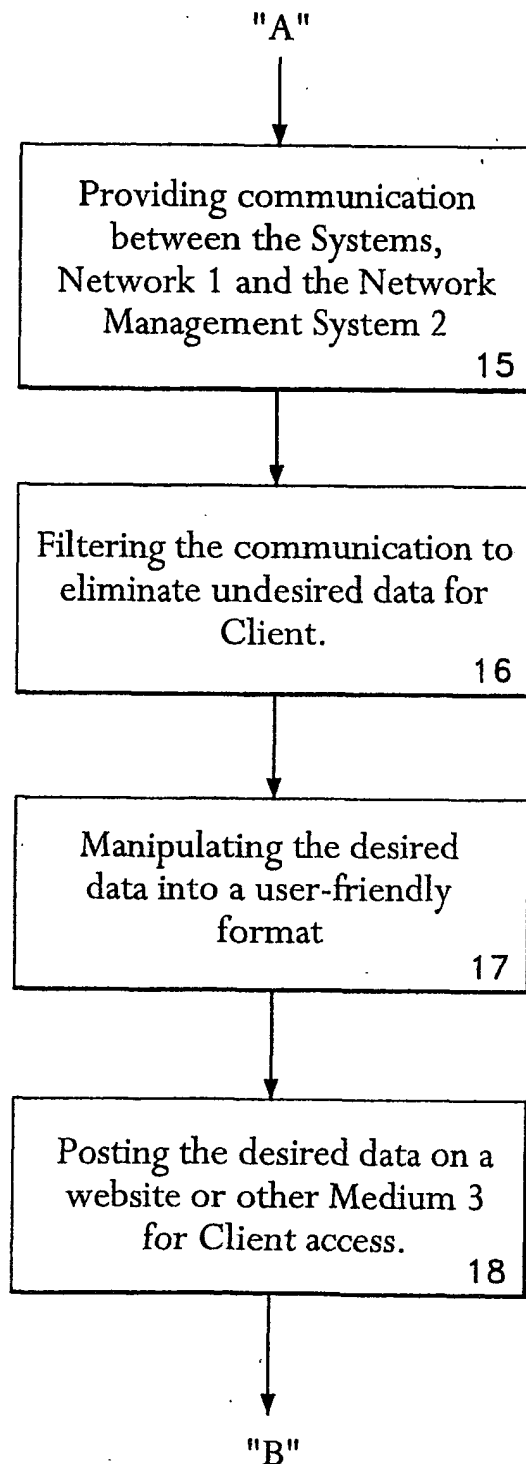 "A"
Providing communication
between the Systems,
Network 1 and the Network
Management System 2
15
Filtering the communication to
eliminate undesired data for
Client.
16
Manipulating the desired
data into a user-friendly
format
17
Posting the desired data on a
website or other Medium 3
for Client access.
18
"B"